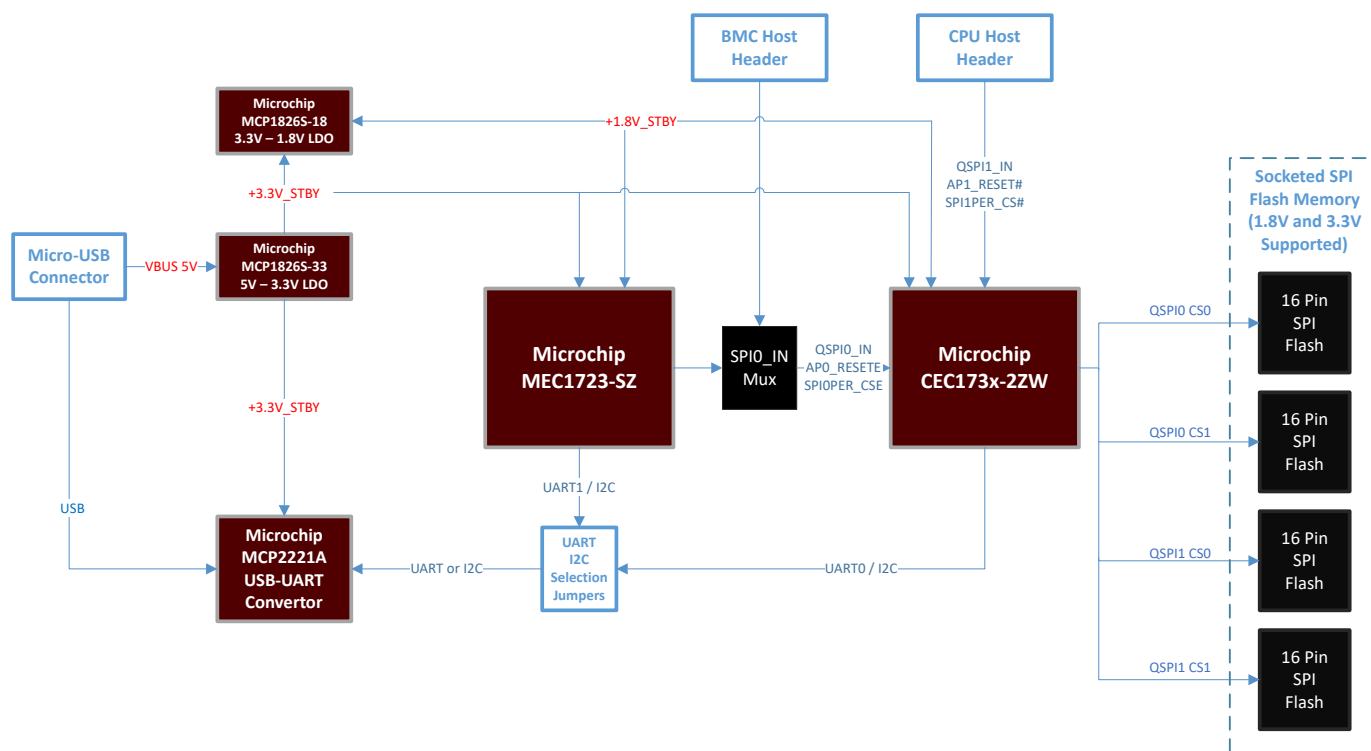 BMC Host
Header
CPU Host
Header
Microchip
MCP1826S-18
3.3V – 1.8V LDO
+1.8V_STBY
QSPI1_IN
AP1_RESET#
SPI1PER_CS#
+3.3V_STBY
Socketed SPI
Flash Memory
(1.8V and 3.3V
Supported)
Micro-USB
Connector
VBUS 5V
Microchip
MCP1826S-33
5V – 3.3V LDO
Microchip
MEC1723-SZ
SPI0_IN
Mux
QSPI0_IN
AP0_RESETE
SPI0PER_CSE
Microchip
CEC173x-2ZW
QSPI0 CS0
16 Pin
SPI
Flash
+3.3V_STBY
QSPI0 CS1
16 Pin
SPI
Flash
USB
UART1 / I2C
Microchip
MCP2221A
USB-UART
Convertor
UART or I2C
UART
I2C
Selection
Jumpers
UART0 / I2C
QSPI1 CS0
16 Pin
SPI
Flash
QSPI1 CS1
16 Pin
SPI
Flash